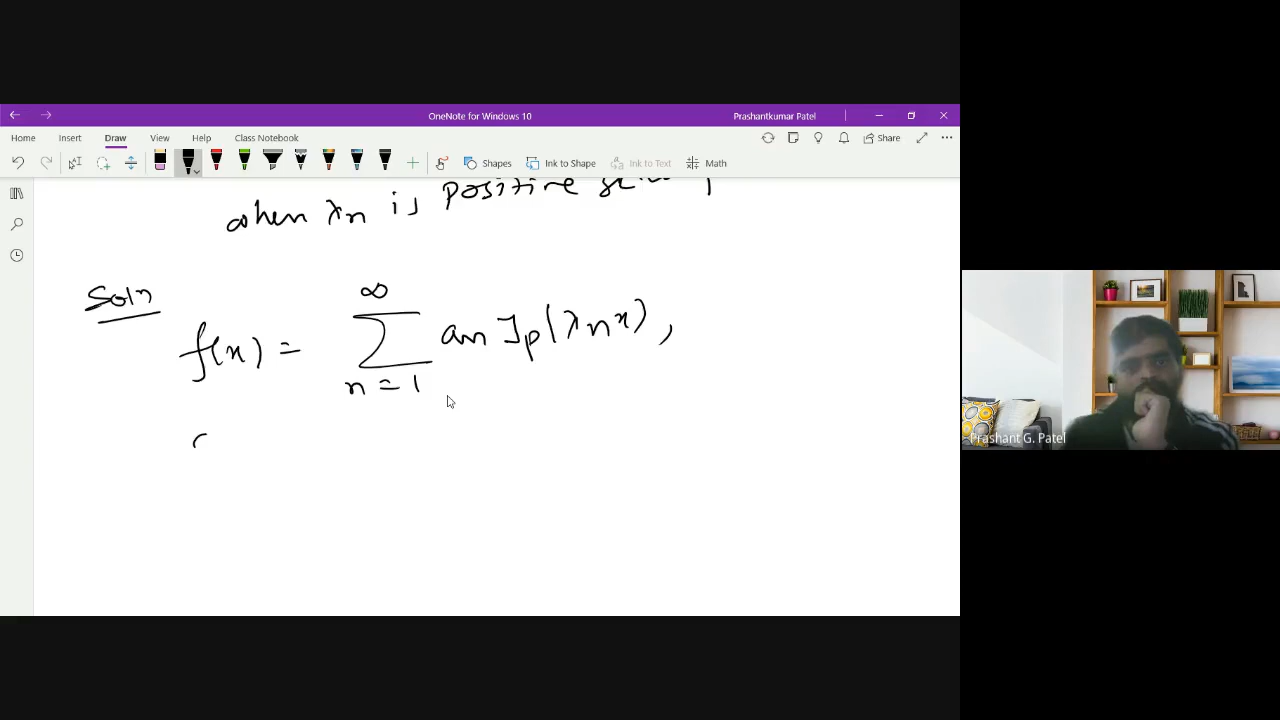 OneNote for Windows 10
Prashantkumar Patel
Home Insert Draw View Help Class Notebook
Share
Shapes Ink to Shape Ink to Text Math
when λn is positive
Soln
f(x) = ∞ ∑ n = 1 an Jp(λn x),
Prashant G. Patel